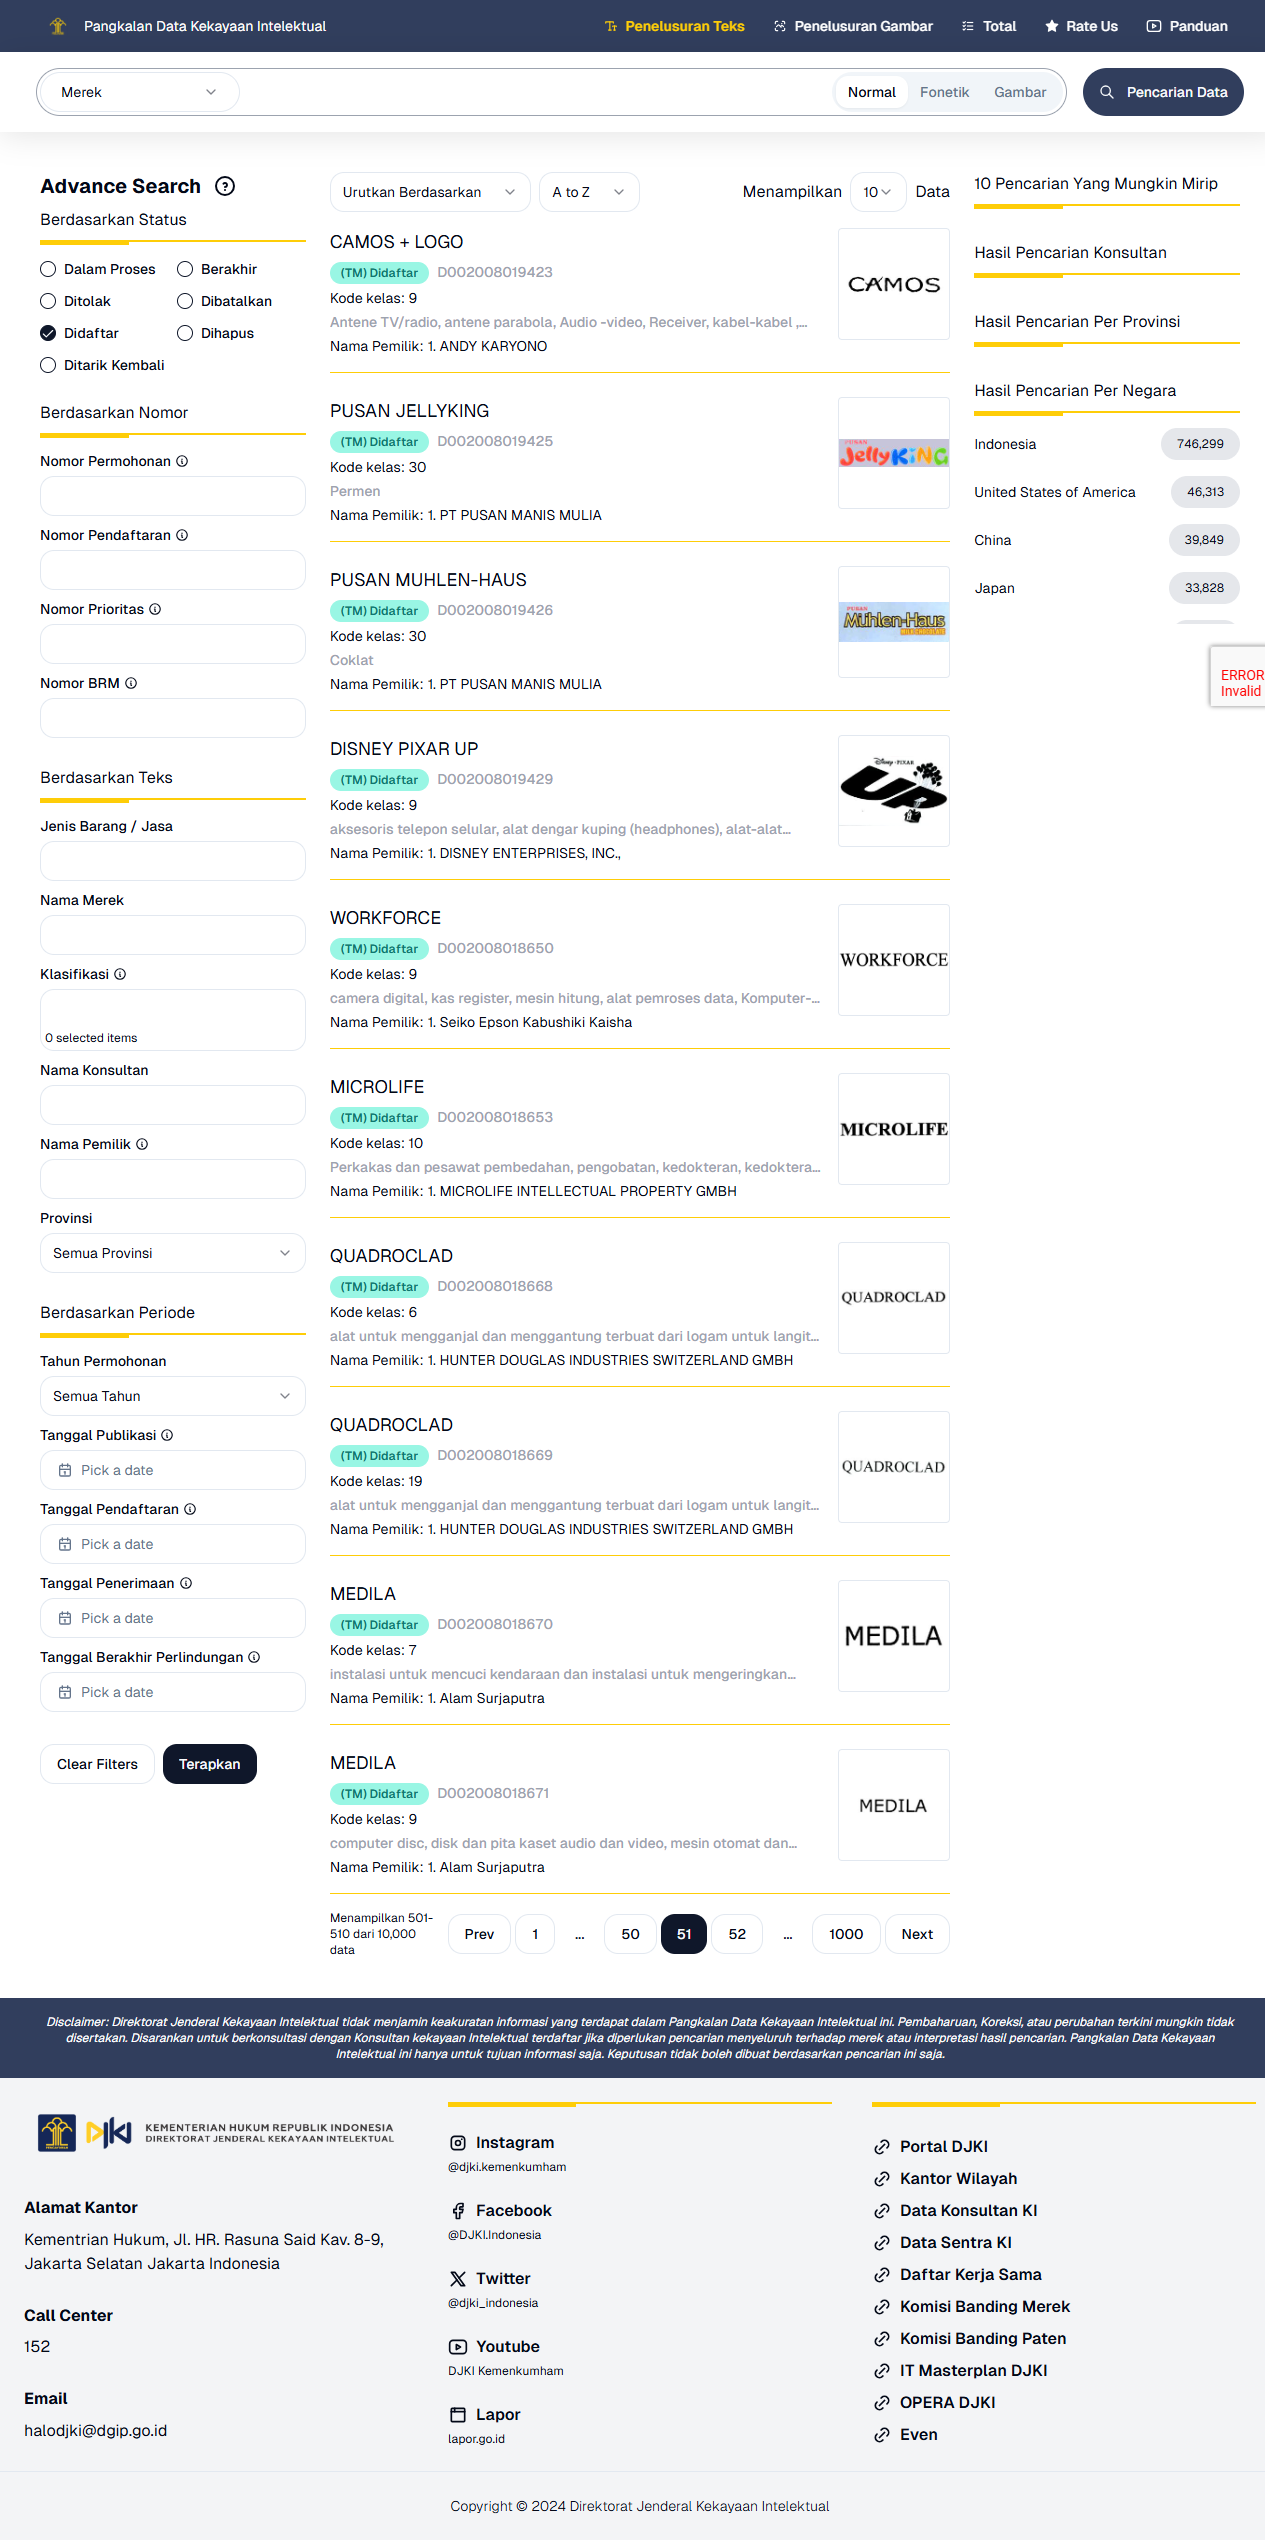 Pangkalan Data Kekayaan Intelektual
Penelusuran Teks
Penelusuran Gambar
Total
Rate Us
Panduan
Merek
Normal
Fonetik
Gambar
Pencarian Data
Advance Search
Berdasarkan Status
Dalam Proses
Berakhir
Ditolak
Dibatalkan
Didaftar
Dihapus
Ditarik Kembali
Berdasarkan Nomor
Nomor Permohonan
Nomor Pendaftaran
Nomor Prioritas
Nomor BRM
Berdasarkan Teks
Jenis Barang / Jasa
Nama Merek
Klasifikasi
0 selected items
Nama Konsultan
Nama Pemilik
Provinsi
Semua Provinsi
Berdasarkan Periode
Tahun Permohonan
Semua Tahun
Tanggal Publikasi
Pick a date
Tanggal Pendaftaran
Pick a date
Tanggal Penerimaan
Pick a date
Tanggal Berakhir Perlindungan
Pick a date
Clear Filters
Terapkan
Urutkan Berdasarkan
A to Z
Menampilkan 10 Data
CAMOS + LOGO
(TM) Didaftar D002008019423
Kode kelas: 9
Antene TV/radio, antene parabola, Audio -video, Receiver, kabel-kabel ,...
Nama Pemilik: 1. ANDY KARYONO
CAMOS
PUSAN JELLYKING
(TM) Didaftar D002008019425
Kode kelas: 30
Permen
Nama Pemilik: 1. PT PUSAN MANIS MULIA
PUSAN
JellyKiNG
PUSAN MUHLEN-HAUS
(TM) Didaftar D002008019426
Kode kelas: 30
Coklat
Nama Pemilik: 1. PT PUSAN MANIS MULIA
PUSAN
Mühlen-Haus
MILK CHOCOLATE
DISNEY PIXAR UP
(TM) Didaftar D002008019429
Kode kelas: 9
aksesoris telepon selular, alat dengar kuping (headphones), alat-alat...
Nama Pemilik: 1. DISNEY ENTERPRISES, INC.,
Disney · PIXAR
UP
WORKFORCE
(TM) Didaftar D002008018650
Kode kelas: 9
camera digital, kas register, mesin hitung, alat pemroses data, Komputer-...
Nama Pemilik: 1. Seiko Epson Kabushiki Kaisha
WORKFORCE
MICROLIFE
(TM) Didaftar D002008018653
Kode kelas: 10
Perkakas dan pesawat pembedahan, pengobatan, kedokteran, kedoktera...
Nama Pemilik: 1. MICROLIFE INTELLECTUAL PROPERTY GMBH
MICROLIFE
QUADROCLAD
(TM) Didaftar D002008018668
Kode kelas: 6
alat untuk mengganjal dan menggantung terbuat dari logam untuk langit...
Nama Pemilik: 1. HUNTER DOUGLAS INDUSTRIES SWITZERLAND GMBH
QUADROCLAD
QUADROCLAD
(TM) Didaftar D002008018669
Kode kelas: 19
alat untuk mengganjal dan menggantung terbuat dari logam untuk langit...
Nama Pemilik: 1. HUNTER DOUGLAS INDUSTRIES SWITZERLAND GMBH
QUADROCLAD
MEDILA
(TM) Didaftar D002008018670
Kode kelas: 7
instalasi untuk mencuci kendaraan dan instalasi untuk mengeringkan...
Nama Pemilik: 1. Alam Surjaputra
MEDILA
MEDILA
(TM) Didaftar D002008018671
Kode kelas: 9
computer disc, disk dan pita kaset audio dan video, mesin otomat dan...
Nama Pemilik: 1. Alam Surjaputra
MEDILA
Menampilkan 501-
510 dari 10,000
data
Prev 1 ... 50 51 52 ... 1000 Next
10 Pencarian Yang Mungkin Mirip
Hasil Pencarian Konsultan
Hasil Pencarian Per Provinsi
Hasil Pencarian Per Negara
Indonesia 746,299
United States of America 46,313
China 39,849
Japan 33,828
ERROR
Invalid
Disclaimer: Direktorat Jenderal Kekayaan Intelektual tidak menjamin keakuratan informasi yang terdapat dalam Pangkalan Data Kekayaan Intelektual ini. Pembaharuan, Koreksi, atau perubahan terkini mungkin tidak
disertakan. Disarankan untuk berkonsultasi dengan Konsultan kekayaan Intelektual terdaftar jika diperlukan pencarian menyeluruh terhadap merek atau interpretasi hasil pencarian. Pangkalan Data Kekayaan
Intelektual ini hanya untuk tujuan informasi saja. Keputusan tidak boleh dibuat berdasarkan pencarian ini saja.
KEMENTERIAN HUKUM REPUBLIK INDONESIA
DIREKTORAT JENDERAL KEKAYAAN INTELEKTUAL
Alamat Kantor
Kementrian Hukum, Jl. HR. Rasuna Said Kav. 8-9,
Jakarta Selatan Jakarta Indonesia
Call Center
152
Email
halodjki@dgip.go.id
Instagram
@djki.kemenkumham
Facebook
@DJKI.Indonesia
Twitter
@djki_indonesia
Youtube
DJKI Kemenkumham
Lapor
lapor.go.id
Portal DJKI
Kantor Wilayah
Data Konsultan KI
Data Sentra KI
Daftar Kerja Sama
Komisi Banding Merek
Komisi Banding Paten
IT Masterplan DJKI
OPERA DJKI
Even
Copyright © 2024 Direktorat Jenderal Kekayaan Intelektual